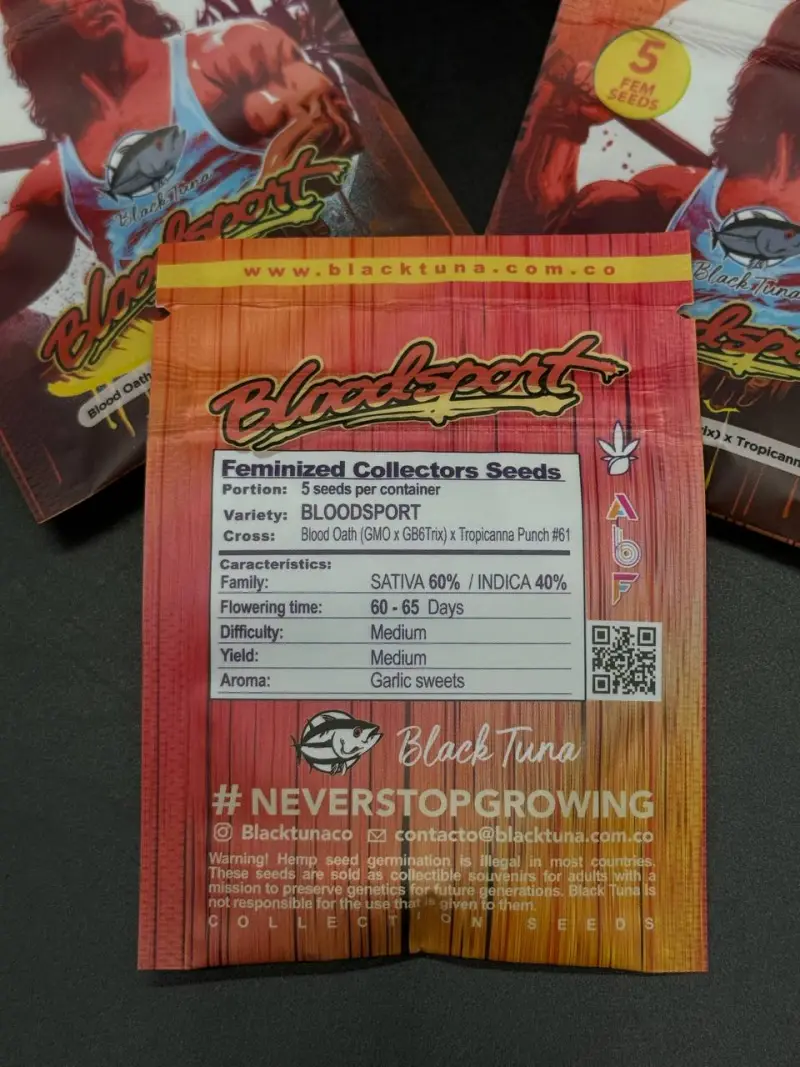 5
FEM
SEEDS
Black Tuna
Bloodsport
Blood Oath
Black Tuna
rix) x Tropicann
www.blacktuna.com.co
Bloodsport
Feminized Collectors Seeds
Portion: 5 seeds per container
Variety: BLOODSPORT
Cross: Blood Oath (GMO x GB6Trix) x Tropicanna Punch #61
Caracteristics:
Family: SATIVA 60% / INDICA 40%
Flowering time: 60 - 65 Days
Difficulty: Medium
Yield: Medium
Aroma: Garlic sweets
AbF
Black Tuna
# NEVERSTOPGROWING
Blacktunaco contacto@blacktuna.com.co
Warning! Hemp seed germination is illegal in most countries.
These seeds are sold as collectible souvenirs for adults with a
mission to preserve genetics for future generations. Black Tuna is
not responsible for the use that is given to them.
COLLECTION SEEDS